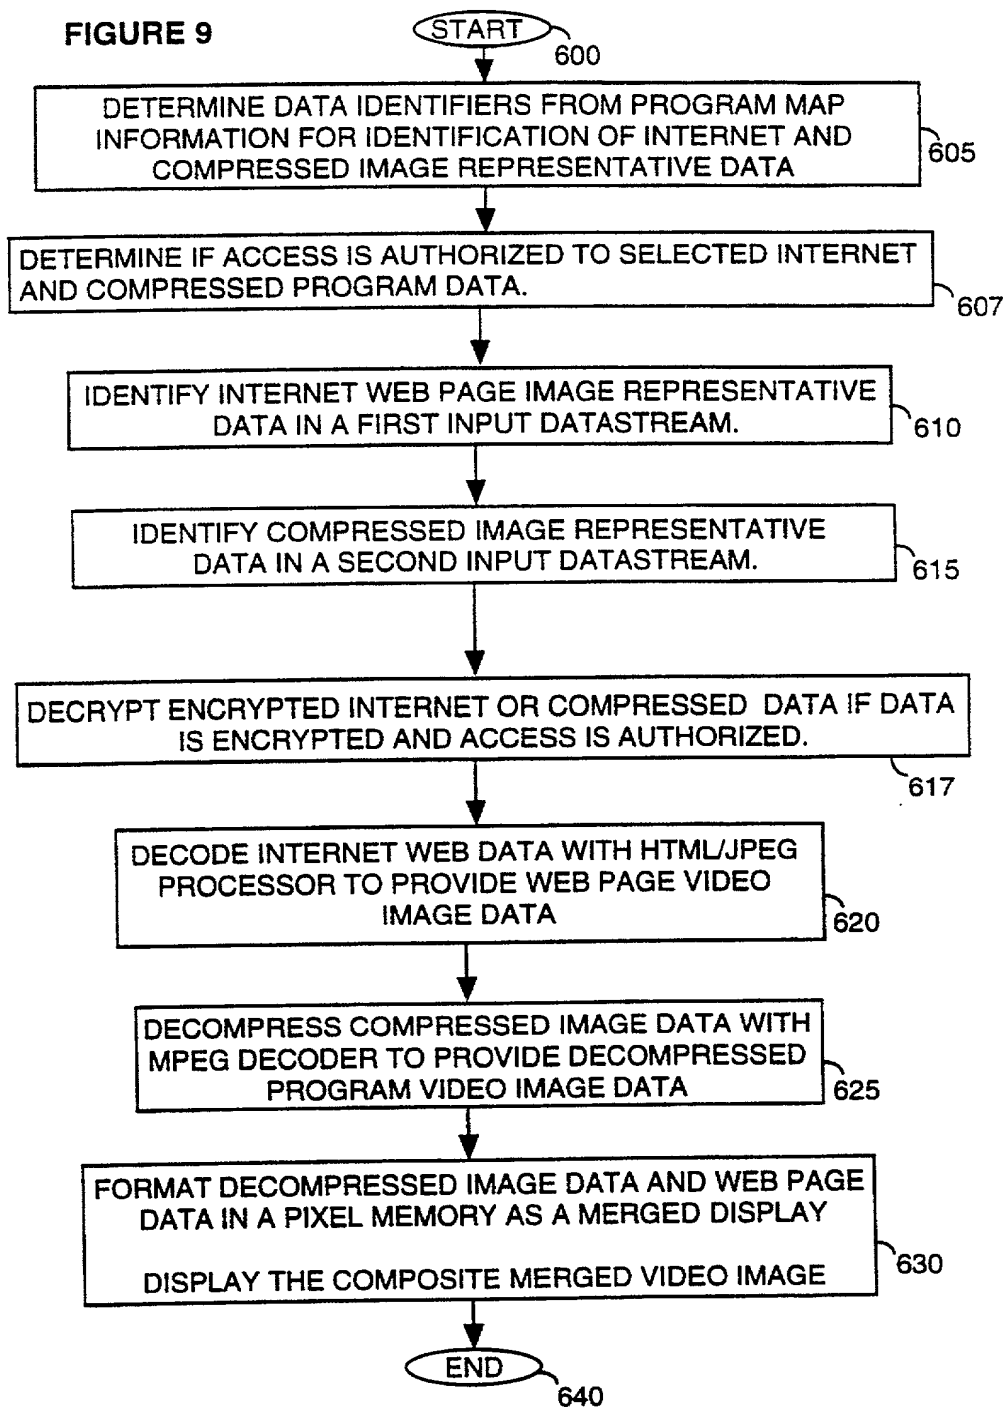 FIGURE 9
START
600
DETERMINE DATA IDENTIFIERS FROM PROGRAM MAP
INFORMATION FOR IDENTIFICATION OF INTERNET AND
COMPRESSED IMAGE REPRESENTATIVE DATA
605
DETERMINE IF ACCESS IS AUTHORIZED TO SELECTED INTERNET
AND COMPRESSED PROGRAM DATA.
607
IDENTIFY INTERNET WEB PAGE IMAGE REPRESENTATIVE
DATA IN A FIRST INPUT DATASTREAM.
610
IDENTIFY COMPRESSED IMAGE REPRESENTATIVE
DATA IN A SECOND INPUT DATASTREAM.
615
DECRYPT ENCRYPTED INTERNET OR COMPRESSED DATA IF DATA
IS ENCRYPTED AND ACCESS IS AUTHORIZED.
617
DECODE INTERNET WEB DATA WITH HTML/JPEG
PROCESSOR TO PROVIDE WEB PAGE VIDEO
IMAGE DATA
620
DECOMPRESS COMPRESSED IMAGE DATA WITH
MPEG DECODER TO PROVIDE DECOMPRESSED
PROGRAM VIDEO IMAGE DATA
625
FORMAT DECOMPRESSED IMAGE DATA AND WEB PAGE
DATA IN A PIXEL MEMORY AS A MERGED DISPLAY
DISPLAY THE COMPOSITE MERGED VIDEO IMAGE
630
END
640